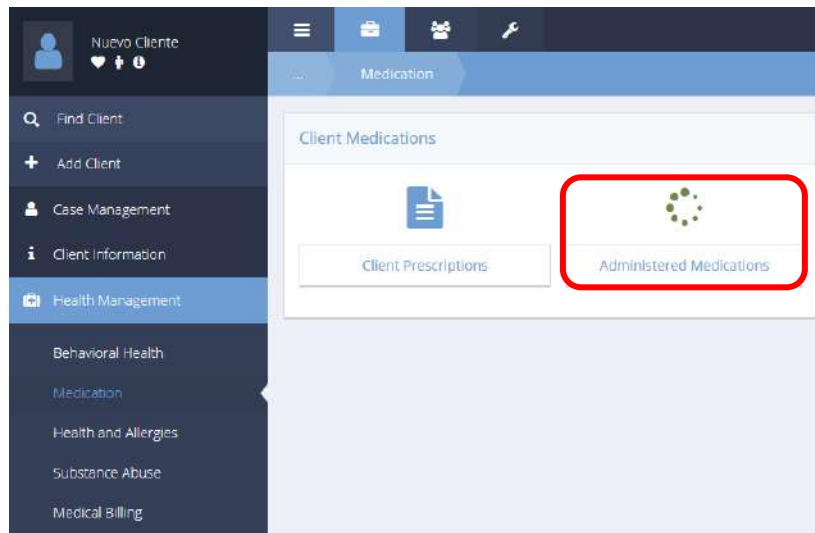 Nuevo Cliente
... Medication
Find Client
Add Client
Case Management
Client Information
Health Management
Behavioral Health
Medication
Health and Allergies
Substance Abuse
Medical Billing
Client Medications
Client Prescriptions
Administered Medications